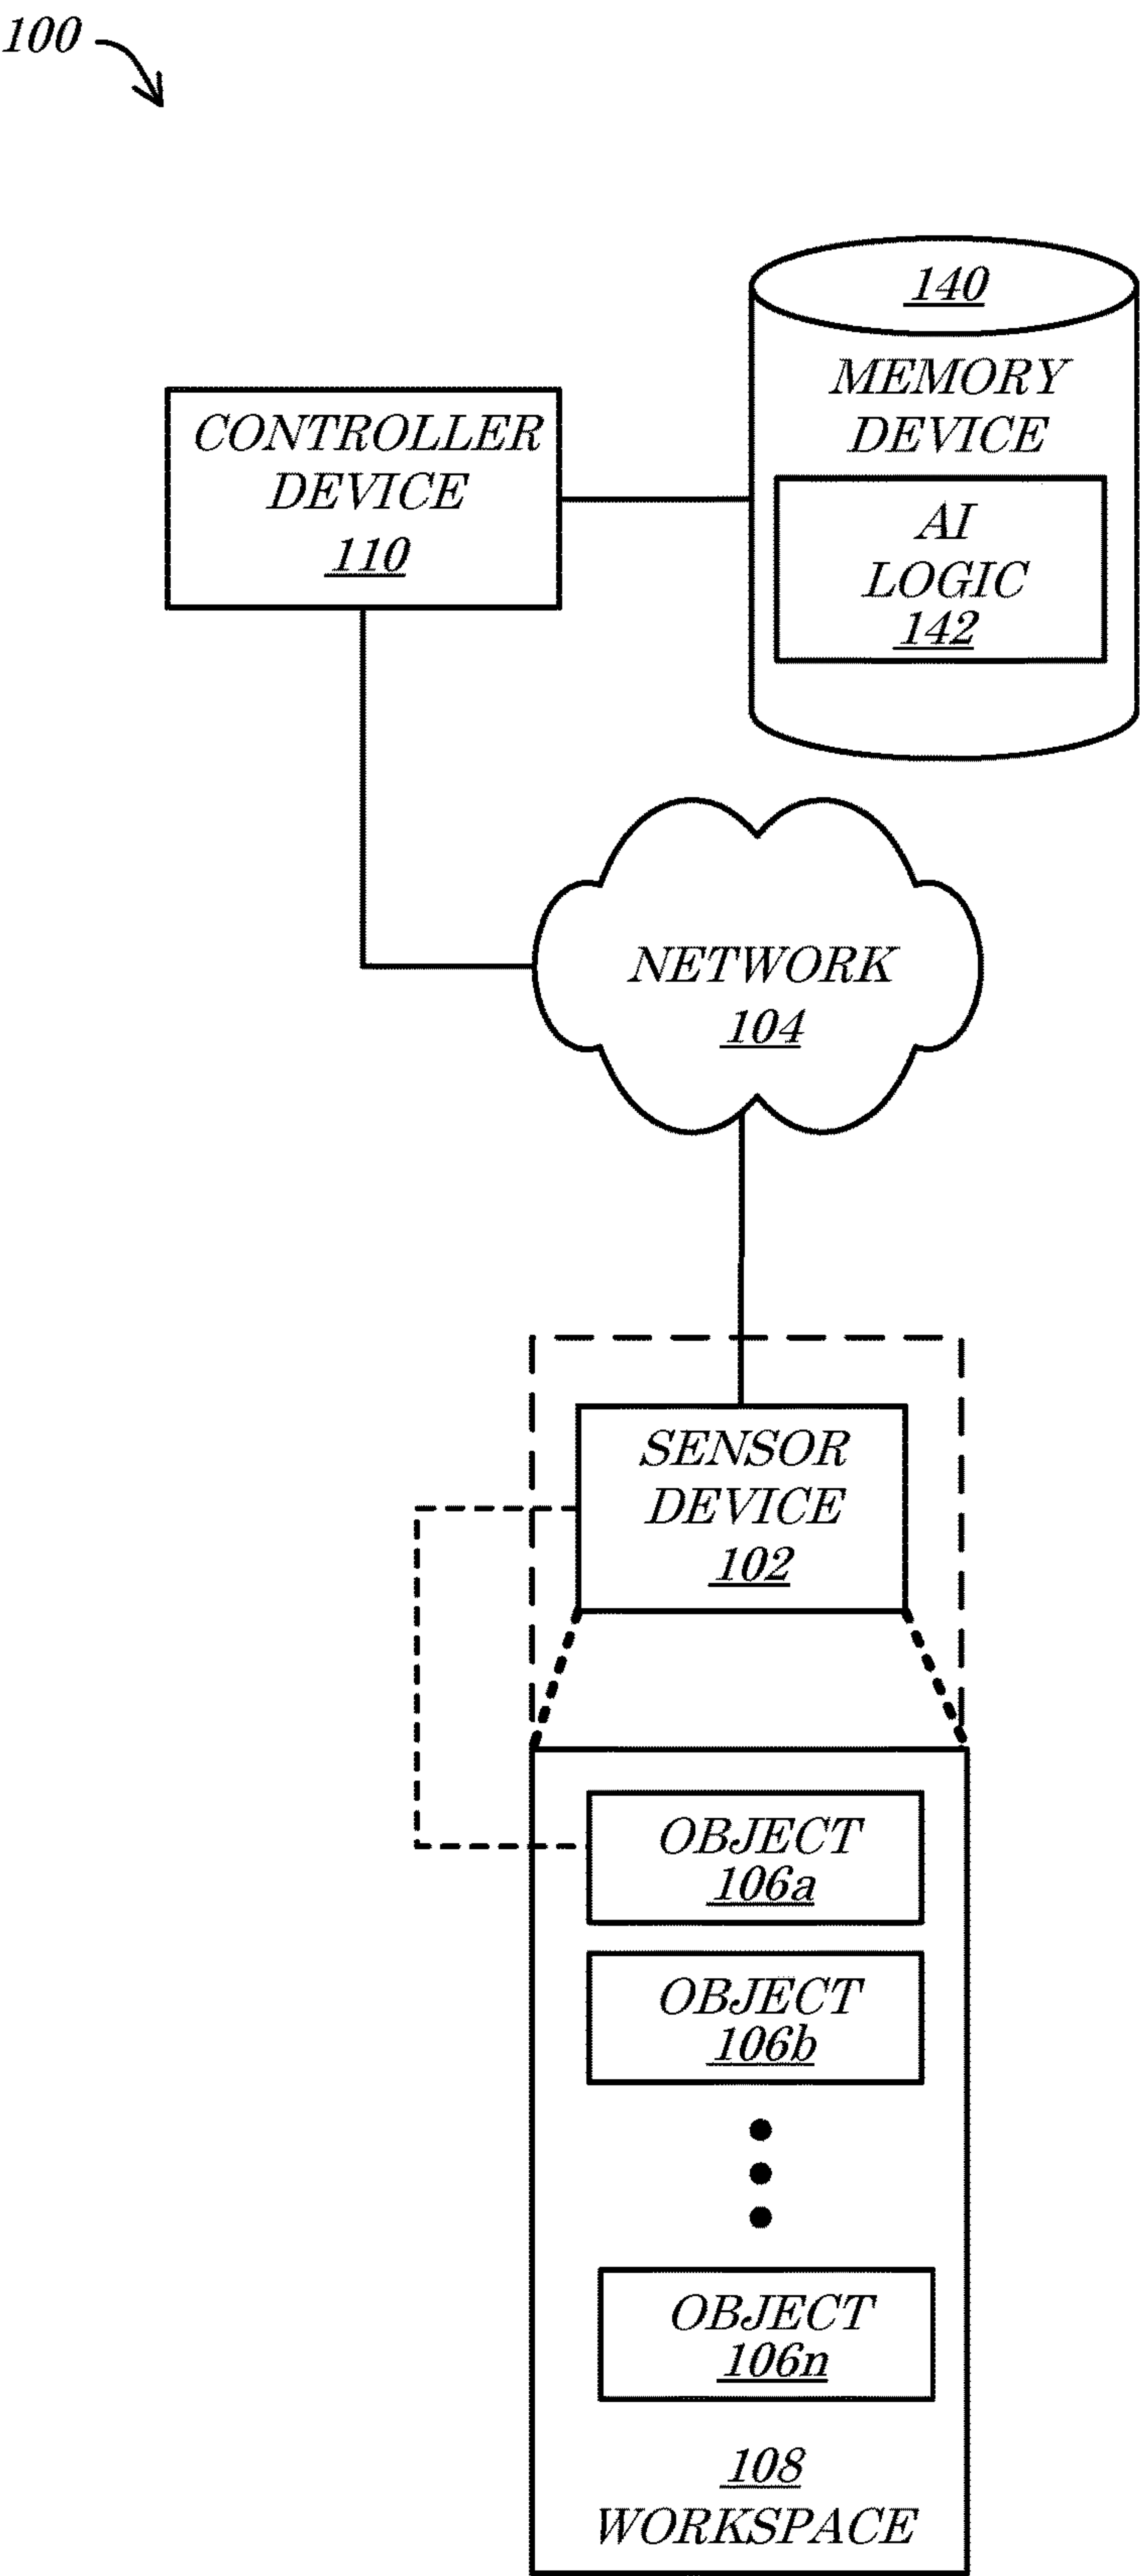 100
140
MEMORY
DEVICE
CONTROLLER
DEVICE
110
AI
LOGIC
142
NETWORK
104
SENSOR
DEVICE
102
OBJECT
106a
OBJECT
106b
OBJECT
106n
108
WORKSPACE